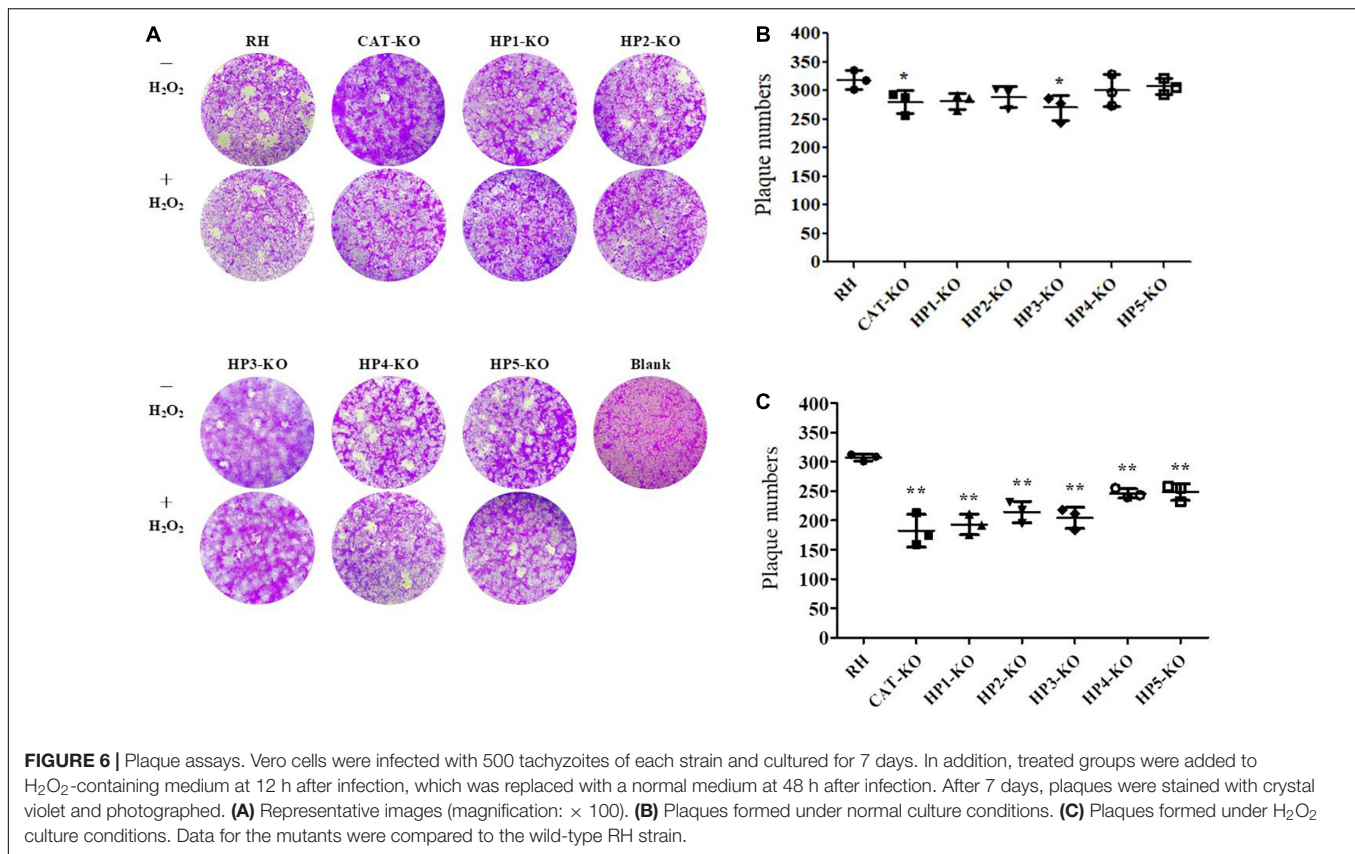 A
RH CAT-KO HP1-KO HP2-KO
−
H₂O₂
+
H₂O₂
HP3-KO HP4-KO HP5-KO Blank
−
H₂O₂
+
H₂O₂
B
Plaque numbers
400
350
300
250
200
150
100
50
0
* *
RH CAT-KO HP1-KO HP2-KO HP3-KO HP4-KO HP5-KO
C
Plaque numbers
400
350
300
250
200
150
100
50
0
** ** ** ** ** **
RH CAT-KO HP1-KO HP2-KO HP3-KO HP4-KO HP5-KO
FIGURE 6 | Plaque assays. Vero cells were infected with 500 tachyzoites of each strain and cultured for 7 days. In addition, treated groups were added to
H₂O₂-containing medium at 12 h after infection, which was replaced with a normal medium at 48 h after infection. After 7 days, plaques were stained with crystal
violet and photographed. (A) Representative images (magnification: × 100). (B) Plaques formed under normal culture conditions. (C) Plaques formed under H₂O₂
culture conditions. Data for the mutants were compared to the wild-type RH strain.